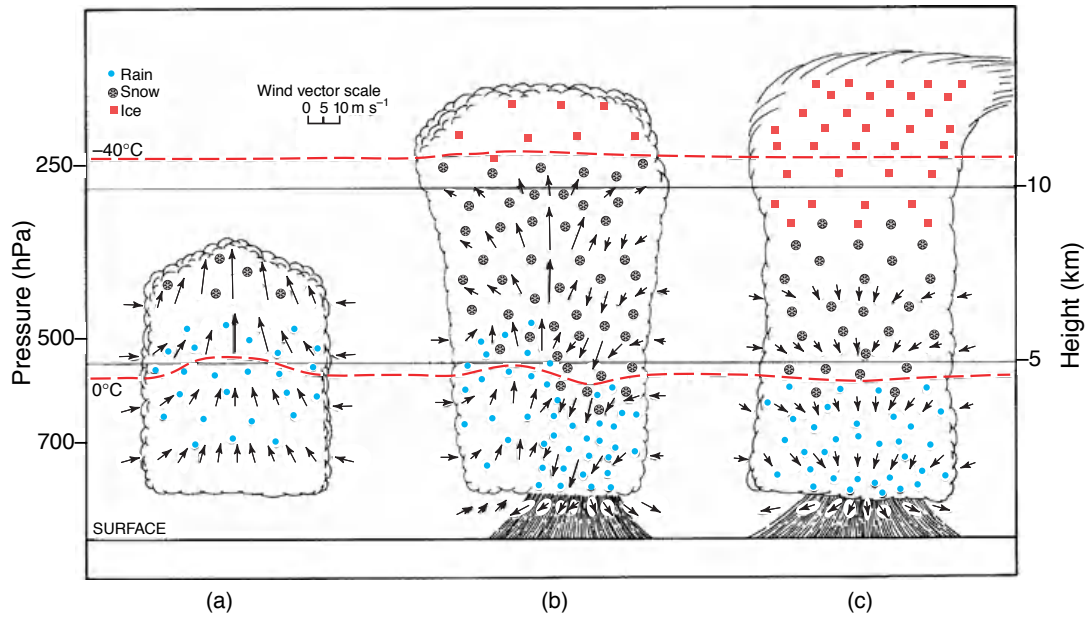 Rain
Snow
Ice
Wind vector scale
0 5 10 m s⁻¹
–40°C
250
10
Pressure (hPa)
Height (km)
500
5
0°C
700
SURFACE
(a)
(b)
(c)